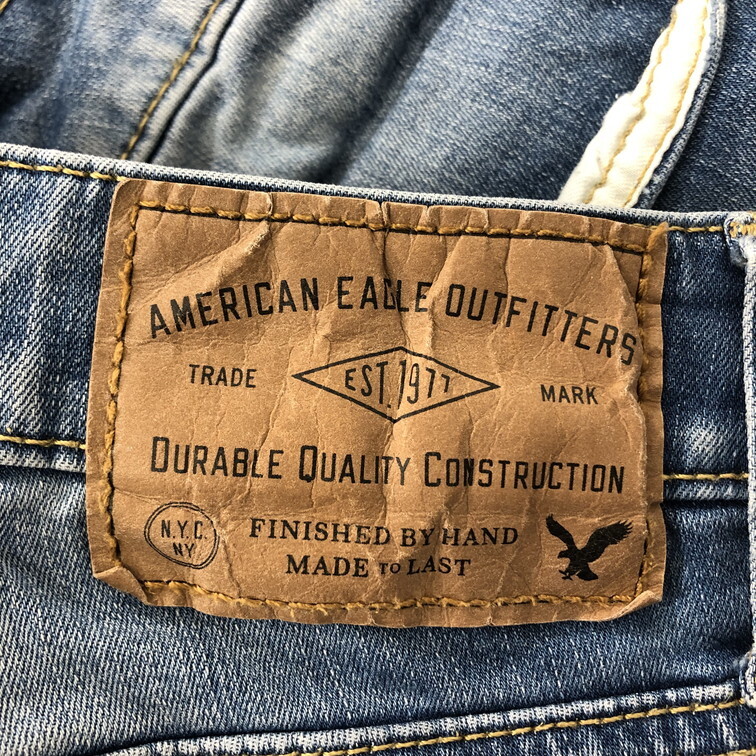 AMERICAN EAGLE OUTFITTERS
TRADE EST. 1977 MARK
DURABLE QUALITY CONSTRUCTION
N.Y.C.
NY
FINISHED BY HAND
MADE TO LAST